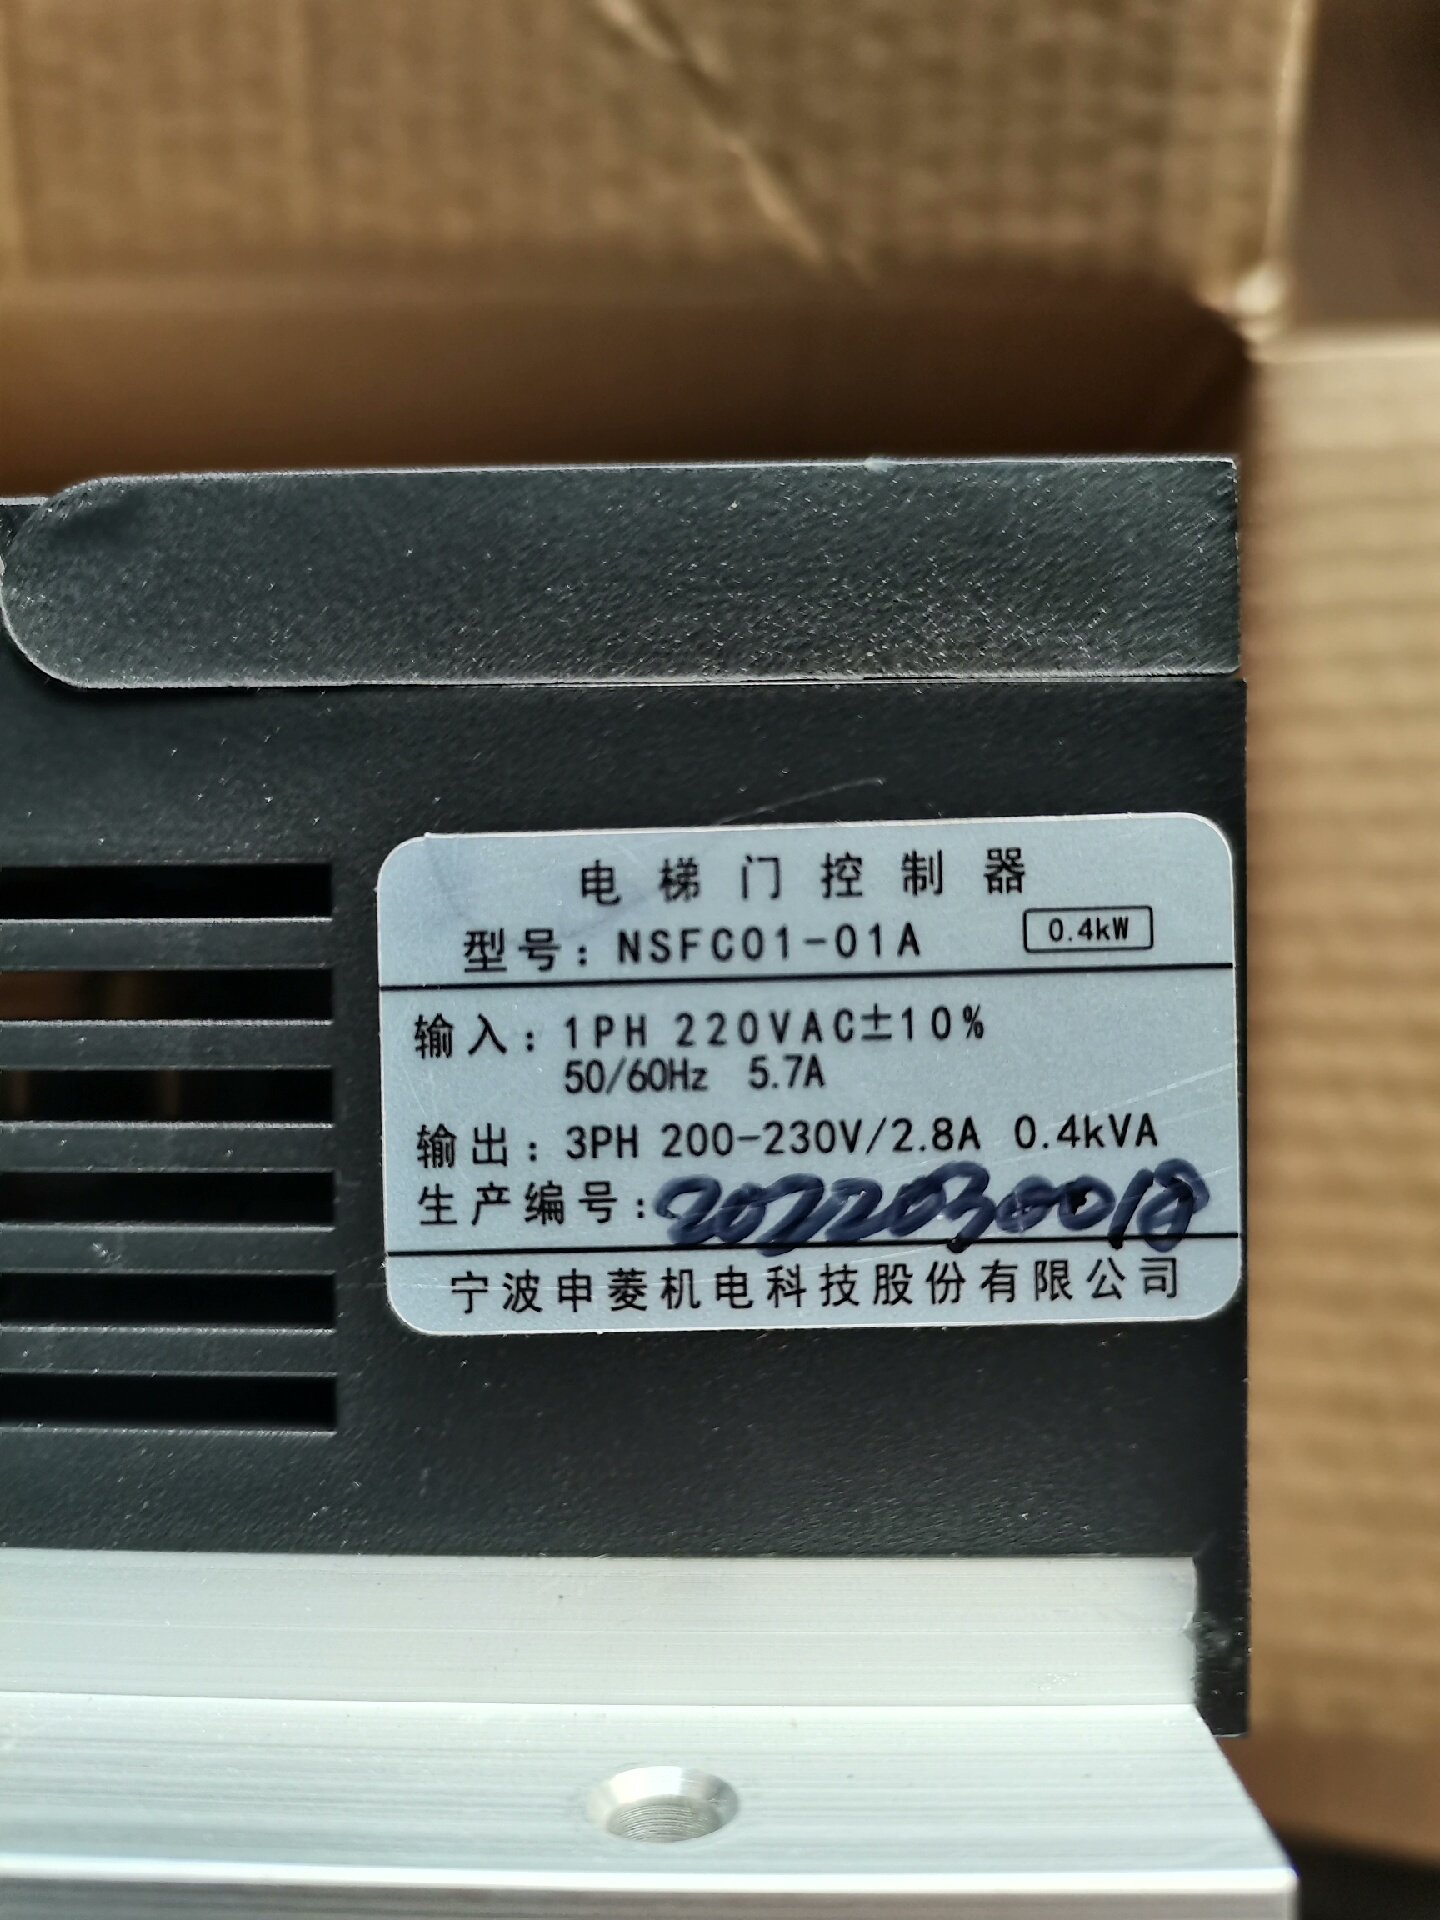 电梯门控制器
型号：NSFC01-01A 0.4kW
输入：1PH 220VAC±10%
50/60Hz 5.7A
输出：3PH 200-230V/2.8A 0.4kVA
生产编号：
宁波申菱机电科技股份有限公司